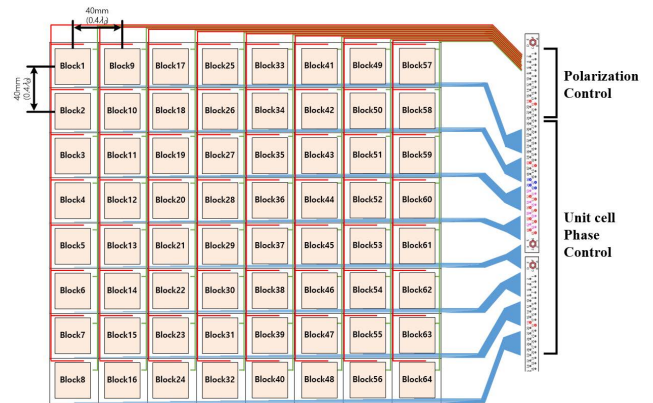 40mm
(0.4λ₀)
40mm
(0.4λ₀)
Block1 Block9 Block17 Block25 Block33 Block41 Block49 Block57
Block2 Block10 Block18 Block26 Block34 Block42 Block50 Block58
Block3 Block11 Block19 Block27 Block35 Block43 Block51 Block59
Block4 Block12 Block20 Block28 Block36 Block44 Block52 Block60
Block5 Block13 Block21 Block29 Block37 Block45 Block53 Block61
Block6 Block14 Block22 Block30 Block38 Block46 Block54 Block62
Block7 Block15 Block23 Block31 Block39 Block47 Block55 Block63
Block8 Block16 Block24 Block32 Block40 Block48 Block56 Block64
Polarization
Control
Unit cell
Phase
Control